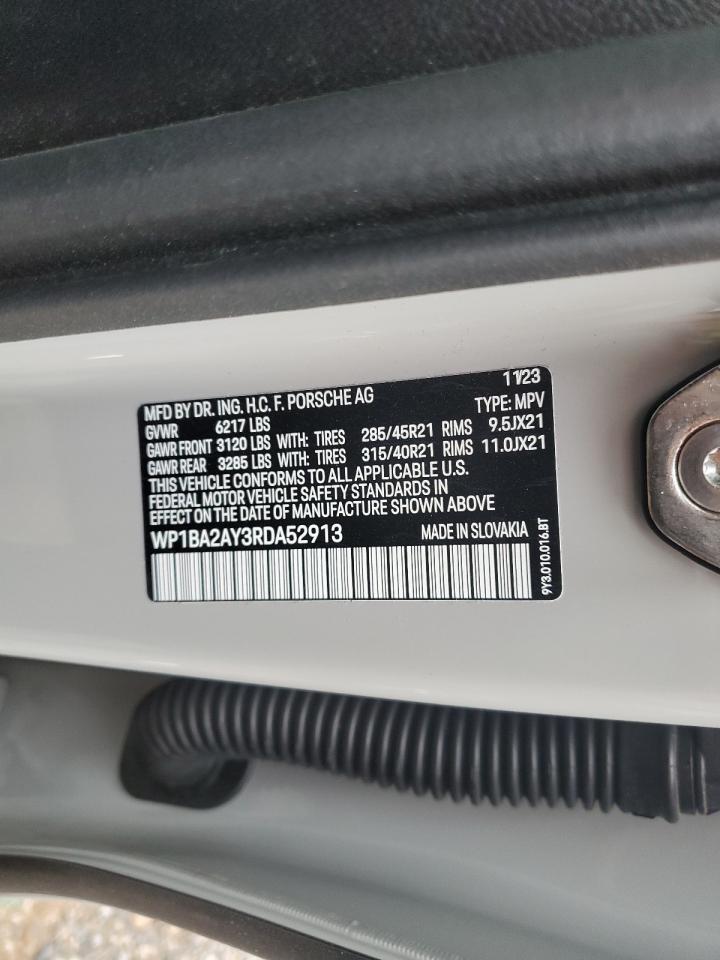 11/23
MFD BY DR. ING. H.C. F. PORSCHE AG
GVWR 6217 LBS TYPE: MPV
GAWR FRONT 3120 LBS WITH: TIRES 285/45R21 RIMS 9.5JX21
GAWR REAR 3285 LBS WITH: TIRES 315/40R21 RIMS 11.0JX21
THIS VEHICLE CONFORMS TO ALL APPLICABLE U.S.
FEDERAL MOTOR VEHICLE SAFETY STANDARDS IN
EFFECT ON THE DATE OF MANUFACTURE SHOWN ABOVE
WP1BA2AY3RDA52913 MADE IN SLOVAKIA
9Y3.010.016.BT